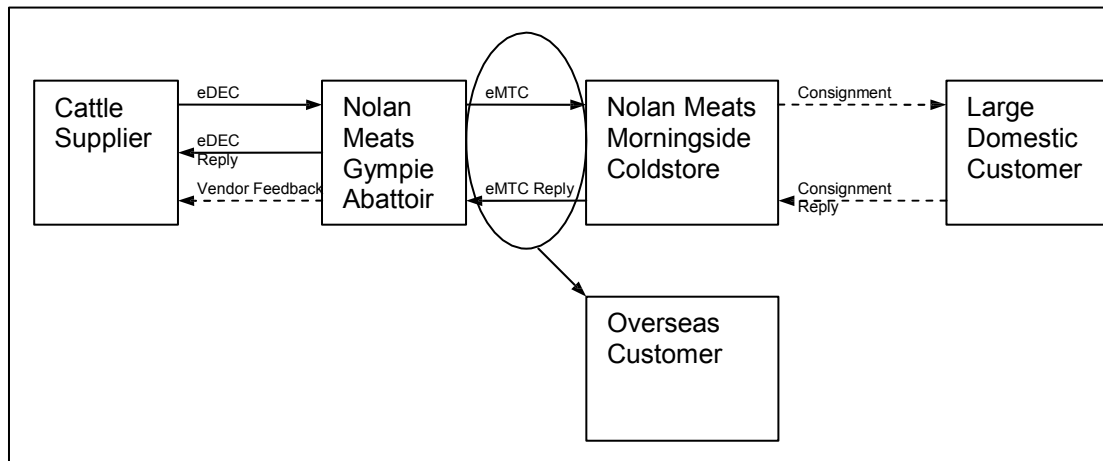 Cattle
Supplier
eDEC
eDEC
Reply
Vendor Feedback
Nolan
Meats
Gympie
Abattoir
eMTC
eMTC Reply
Nolan Meats
Morningside
Coldstore
Consignment
Consignment
Reply
Large
Domestic
Customer
Overseas
Customer